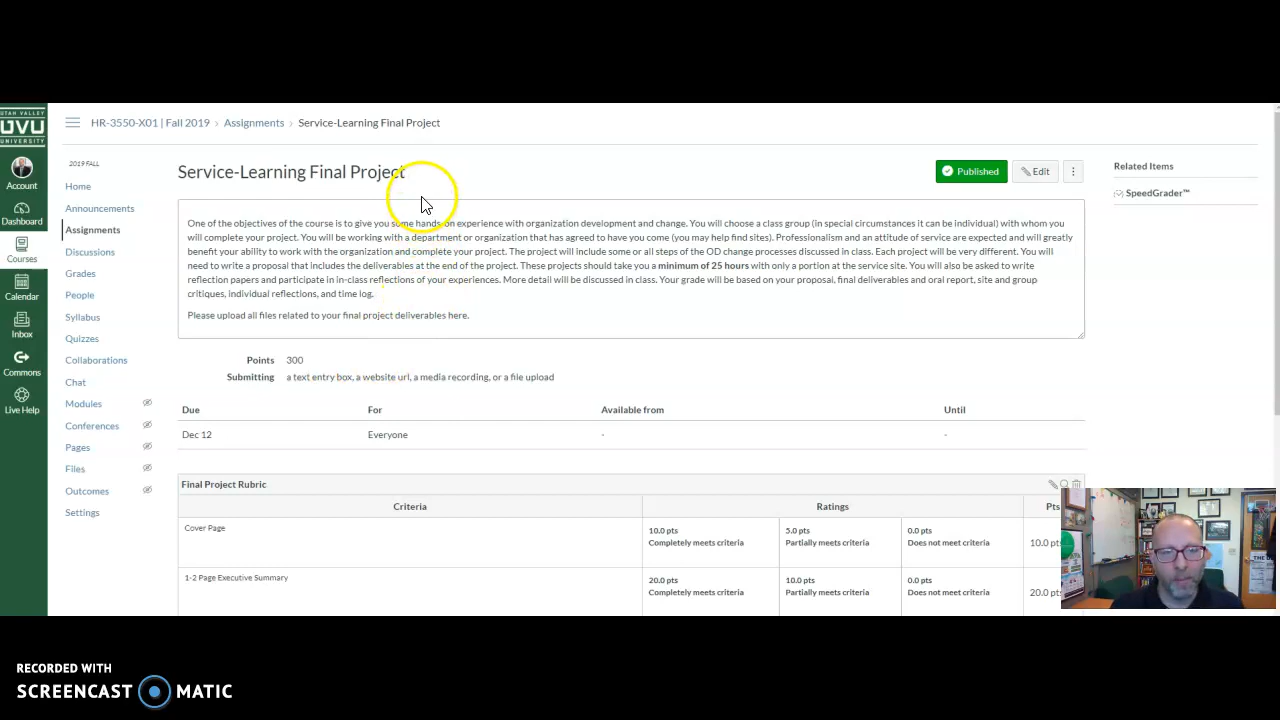 UTAH VALLEY
UVU
UNIVERSITY
Account
Dashboard
Courses
Calendar
Inbox
Commons
Live Help
HR-3550-X01 | Fall 2019 › Assignments › Service-Learning Final Project
2019 FALL
Home
Announcements
Assignments
Discussions
Grades
People
Syllabus
Quizzes
Collaborations
Chat
Modules
Conferences
Pages
Files
Outcomes
Settings
Service-Learning Final Project
Published
Edit
Related Items
SpeedGrader™
One of the objectives of the course is to give you some hands-on experience with organization development and change. You will choose a class group (in special circumstances it can be individual) with whom you
will complete your project. You will be working with a department or organization that has agreed to have you come (you may help find sites). Professionalism and an attitude of service are expected and will greatly
benefit your ability to work with the organization and complete your project. The project will include some or all steps of the OD change processes discussed in class. Each project will be very different. You will
need to write a proposal that includes the deliverables at the end of the project. These projects should take you a minimum of 25 hours with only a portion at the service site. You will also be asked to write
reflection papers and participate in in-class reflections of your experiences. More detail will be discussed in class. Your grade will be based on your proposal, final deliverables and oral report, site and group
critiques, individual reflections, and time log.
Please upload all files related to your final project deliverables here.
Points 300
Submitting a text entry box, a website url, a media recording, or a file upload
Due For Available from Until
Dec 12 Everyone - -
Final Project Rubric
Criteria Ratings Pts
Cover Page
10.0 pts 5.0 pts 0.0 pts
Completely meets criteria Partially meets criteria Does not meet criteria
10.0 pts
1-2 Page Executive Summary
20.0 pts 10.0 pts 0.0 pts
Completely meets criteria Partially meets criteria Does not meet criteria
20.0 pts
RECORDED WITH
SCREENCAST MATIC